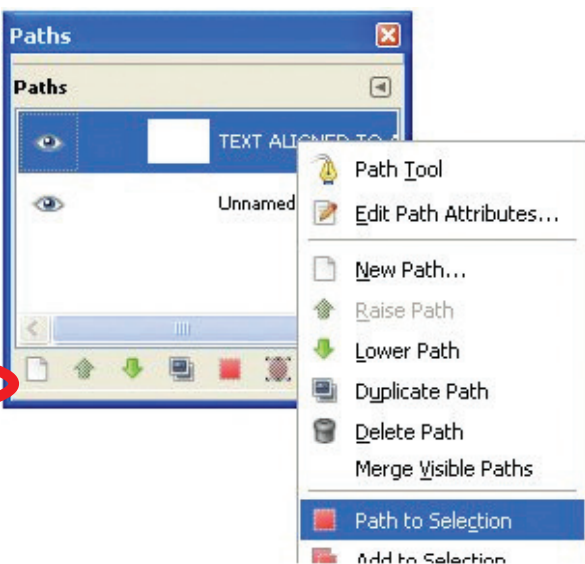 Paths
Paths
TEXT ALIGNED TO A
Unnamed
Path Tool
Edit Path Attributes...
New Path...
Raise Path
Lower Path
Duplicate Path
Delete Path
Merge Visible Paths
Path to Selection
Add to Selection